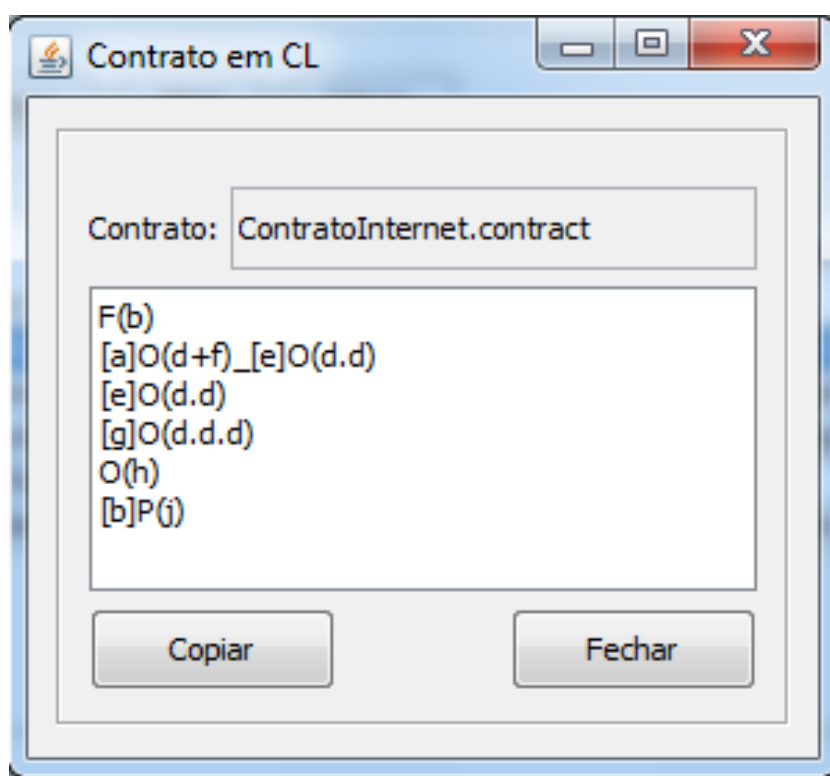 Contrato em CL
Contrato: ContratoInternet.contract
F(b)
[a]O(d+f)_[e]O(d.d)
[e]O(d.d)
[g]O(d.d.d)
O(h)
[b]P(j)
Copiar Fechar